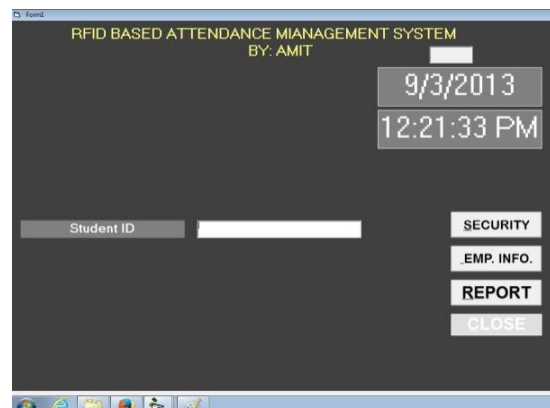 Form1
RFID BASED ATTENDANCE MIANAGEMENT SYSTEM
BY: AMIT
9/3/2013
12:21:33 PM
Student ID
SECURITY
EMP. INFO.
REPORT
CLOSE